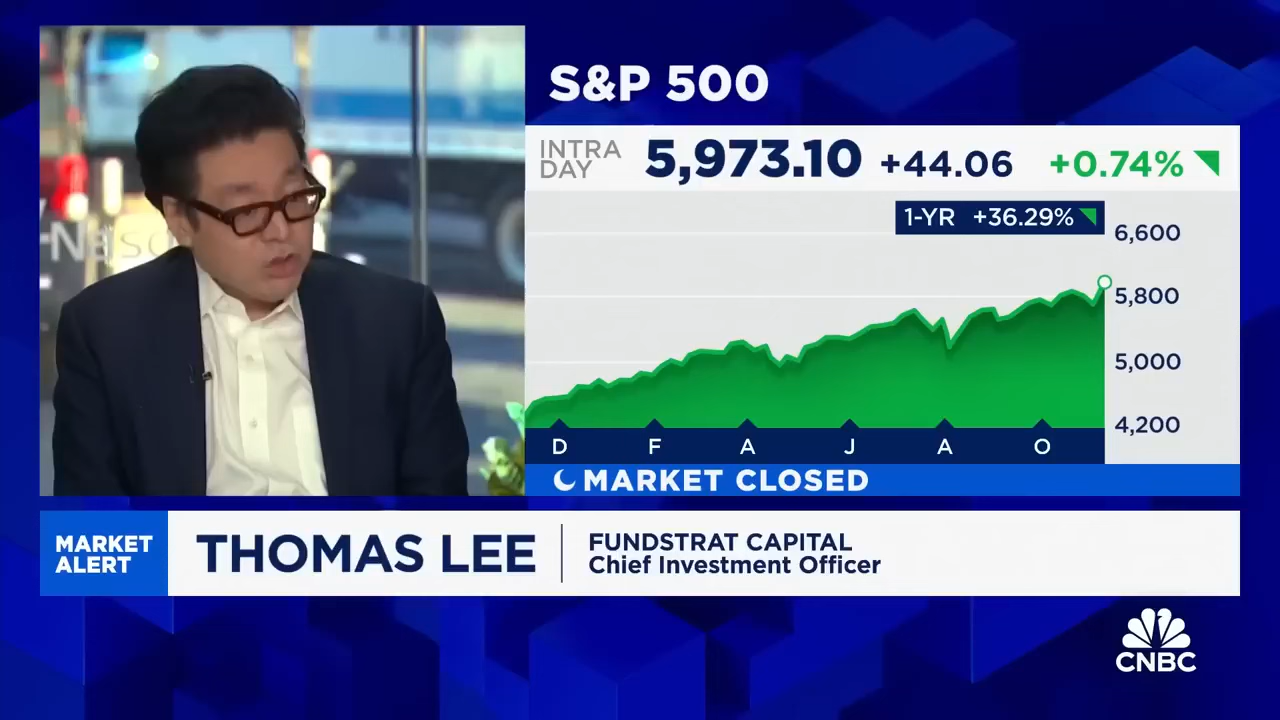 S&P 500
INTRA
DAY
5,973.10 +44.06 +0.74%
1-YR +36.29%
6,600
5,800
5,000
4,200
D F A J A O
MARKET CLOSED
MARKET
ALERT
THOMAS LEE
FUNDSTRAT CAPITAL
Chief Investment Officer
CNBC